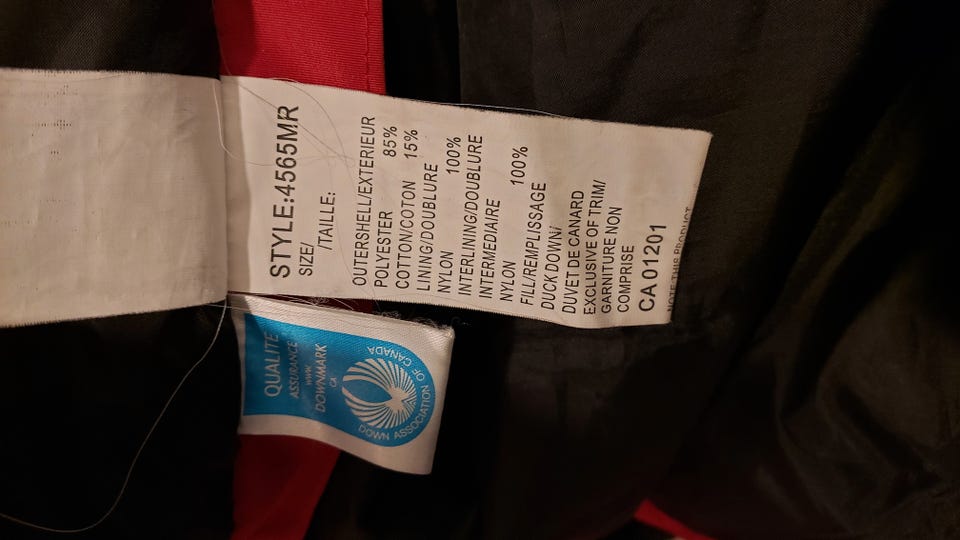 STYLE:4565MR
SIZE/
/TAILLE:
OUTERSHELL/EXTERIEUR
POLYESTER 85%
COTTON/COTON 15%
LINING/DOUBLURE
NYLON 100%
INTERLINING/DOUBLURE
INTERMEDIAIRE
NYLON 100%
FILL/REMPLISSAGE
DUCK DOWN/
DUVET DE CANARD
EXCLUSIVE OF TRIM/
GARNITURE NON
COMPRISE
CA 01201
NOTE THIS PRODUCT
QUALITE
ASSURANCE
WWW.
DOWNMARK
CA
DOWN ASSOCIATION OF CANADA